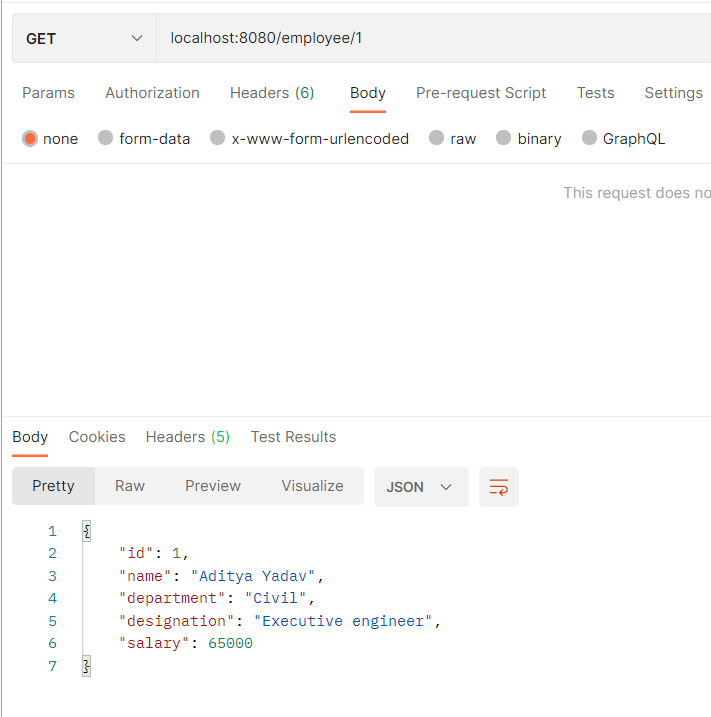 GET localhost:8080/employee/1
Params Authorization Headers (6) Body Pre-request Script Tests Settings
none form-data x-www-form-urlencoded raw binary GraphQL
This request does no
Body Cookies Headers (5) Test Results
Pretty Raw Preview Visualize JSON
1 {
2 "id": 1,
3 "name": "Aditya Yadav",
4 "department": "Civil",
5 "designation": "Executive engineer",
6 "salary": 65000
7 }